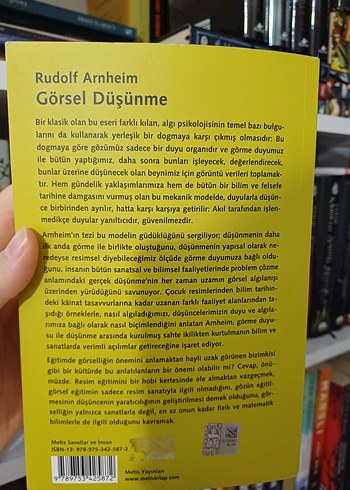 Rudolf Arnheim
Görsel Düşünme
Bir klasik olan bu eseri farklı kılan, algı psikolojisinin temel bazı bulgu-
larını da kullanarak yerleşik bir dogmaya karşı çıkmış olmasıdır: Bu
dogmaya göre gözümüz sadece bir duyu organıdır ve görme duyumuz
ile bütün yaptığımız, daha sonra bunları işleyecek, değerlendirecek,
bunlar üzerine düşünecek olan beynimiz için görüntü verileri toplamak-
tır. Hem gündelik yaklaşımlarımıza hem de bütün bir bilim ve felsefe
tarihine damgasını vurmuş olan bu mekanik modelde, duyularla düşün-
ce birbirinden ayrılır, hatta karşı karşıya getirilir: Akıl tarafından işlen-
medikçe duyular yanıltıcıdır, güvenilmezdir.
Arnheim'ın tezi bu modelin güdüklüğünü sergiliyor; düşünmenin daha
ilk anda görme ile birlikte oluştuğunu, düşünmenin yapısal olarak ne-
redeyse resimsel diyebileceğimiz ölçüde görme duyumuza bağlı oldu-
ğunu, insanın bütün sanatsal ve bilimsel faaliyetlerinde problem çözme
anlamındaki gerçek düşünme'nin her zaman uzamın görsel algılanışı
üzerinden yürüdüğünü savunuyor. Çocuk resimlerinden bilim tarihin-
deki kâinat tasavvurlarına kadar uzanan farklı faaliyet alanlarından ta-
şıdığı örneklerle, nasıl algıladığımızı, düşüncelerimizin duyu ve algıla-
rımıza bağlı olarak nasıl biçimlendiğini anlatan Arnheim, görme duyu-
su ile düşünme arasında kurulmuş sahte ikilikten kurtulmanın bilim ve
sanatlarda verimli açılımlar getireceğine işaret ediyor.
Eğitimde görselliğin önemini anlamaktan hayli uzak görünen bizimkisi
gibi bir kültürde bu anlatılanların bir önemi olabilir mi? Cevap, önü-
müzde. Resim eğitimini bir hobi kertesinde ele almaktan vazgeçmek,
görsel eğitimin sadece resim sanatıyla ilgili olmadığını, gözün eğitil-
mesinin düşüncenin yaratıcılığının geliştirilmesi demek olduğunu, gör-
selliğin yalnızca sanatlarla değil, en az onun kadar fizik ve matematik
bilimlerle de ilgili olduğunu kavramak.
Metis Sanatlar ve İnsan
ISBN-13: 978-975-342-587-2
9 789753 425872
Metis Yayınları
www.metiskitap.com